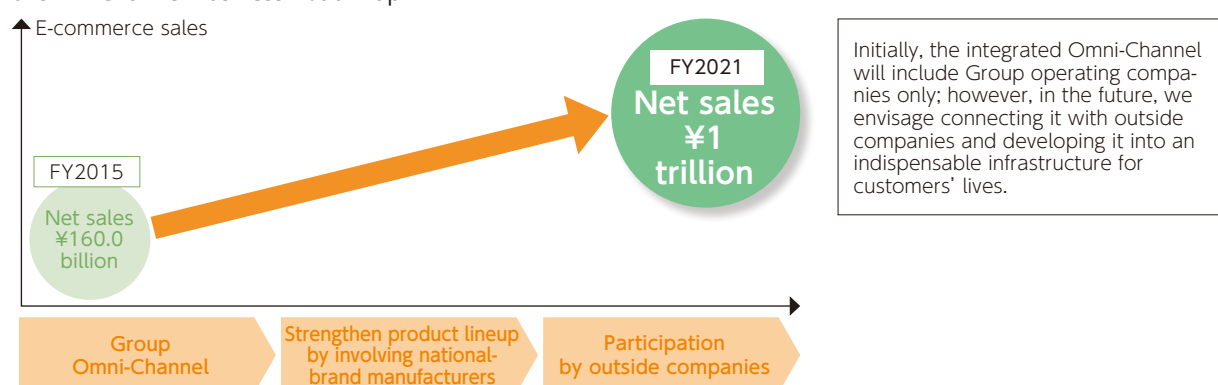 E-commerce sales
FY2015
Net sales
¥160.0
billion
FY2021
Net sales
¥1
trillion
Initially, the integrated Omni-Channel
will include Group operating compa-
nies only; however, in the future, we
envisage connecting it with outside
companies and developing it into an
indispensable infrastructure for
customers’ lives.
Group
Omni-Channel
Strengthen product lineup
by involving national-
brand manufacturers
Participation
by outside companies